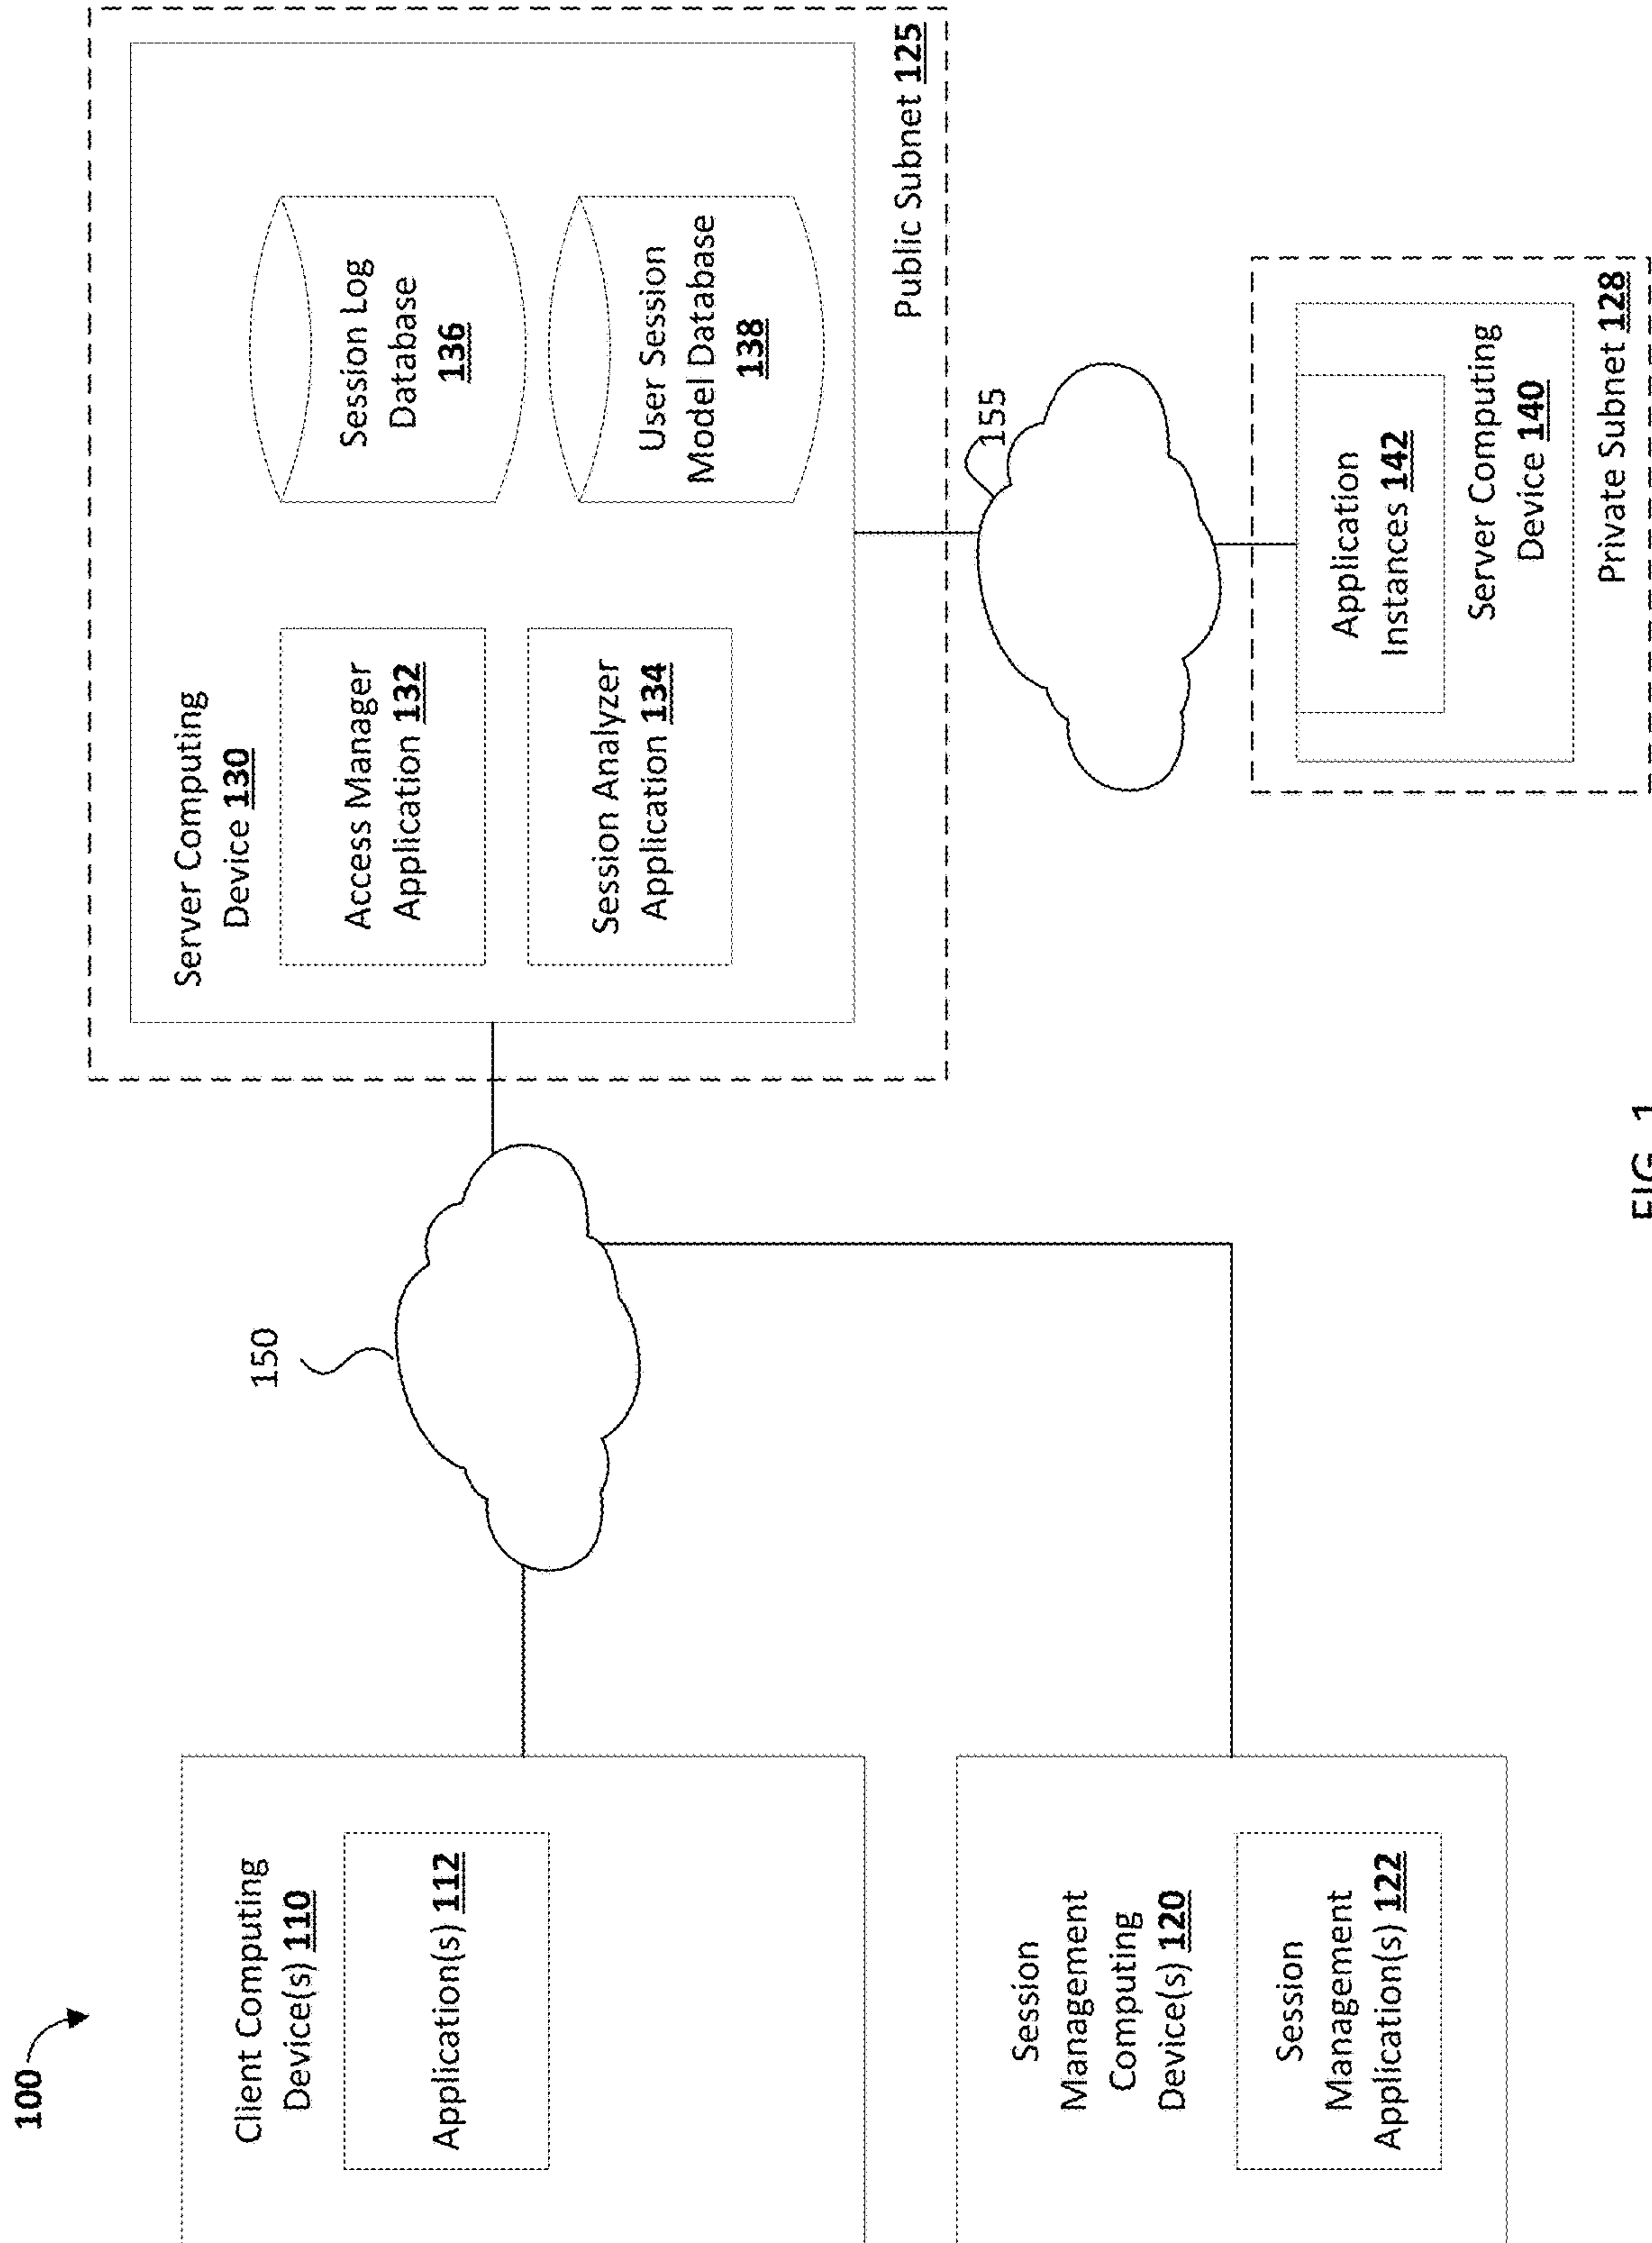 100
Client Computing
Device(s) 110
Application(s) 112
Session
Management
Computing
Device(s) 120
Session
Management
Application(s) 122
150
Server Computing
Device 130
Access Manager
Application 132
Session Analyzer
Application 134
Session Log
Database
136
User Session
Model Database
138
Public Subnet 125
155
Application
Instances 142
Server Computing
Device 140
Private Subnet 128
FIG. 1